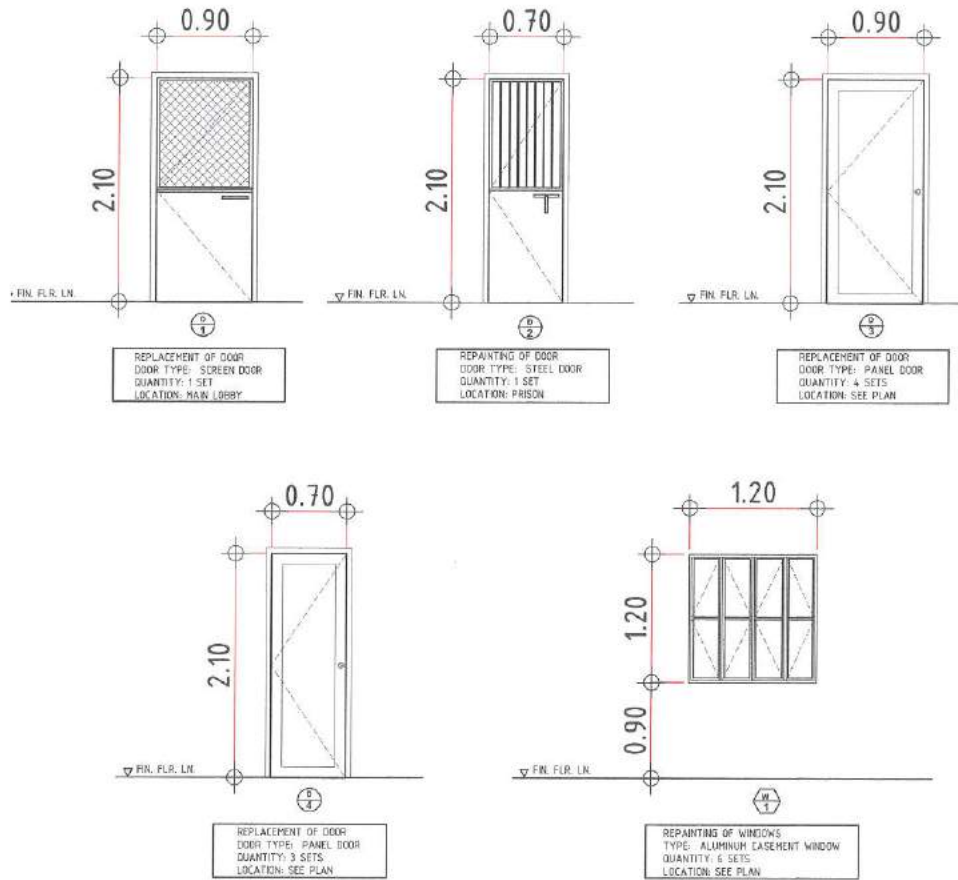 0.90
2.10
FIN. FLR. LN.
D
1
REPLACEMENT OF DOOR
DOOR TYPE: SCREEN DOOR
QUANTITY: 1 SET
LOCATION: MAIN LOBBY
0.70
2.10
FIN. FLR. LN.
D
2
REPAINTING OF DOOR
DOOR TYPE: STEEL DOOR
QUANTITY: 1 SET
LOCATION: PRISON
0.90
2.10
FIN. FLR. LN.
D
3
REPLACEMENT OF DOOR
DOOR TYPE: PANEL DOOR
QUANTITY: 4 SETS
LOCATION: SEE PLAN
0.70
2.10
FIN. FLR. LN.
D
4
REPLACEMENT OF DOOR
DOOR TYPE: PANEL DOOR
QUANTITY: 3 SETS
LOCATION: SEE PLAN
1.20
1.20
0.90
FIN. FLR. LN.
W
1
REPAINTING OF WINDOWS
TYPE: ALUMINUM CASEMENT WINDOW
QUANTITY: 6 SETS
LOCATION: SEE PLAN